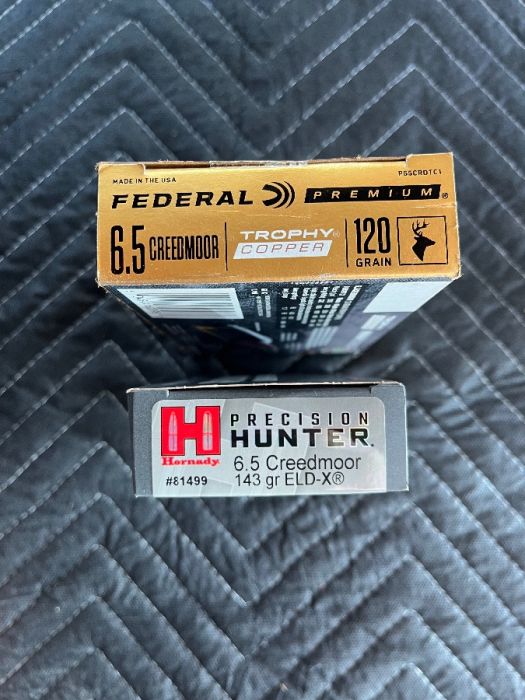 MADE IN THE USA
P65CRDTC1
FEDERAL PREMIUM®
6.5 CREEDMOOR
TROPHY®
COPPER
120
GRAIN
H
Hornady
#81499
PRECISION
HUNTER
6.5 Creedmoor
143 gr ELD-X®